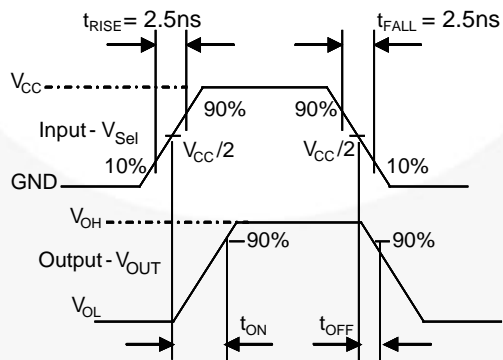 tRISE = 2.5ns tFALL = 2.5ns
VCC
90% 90%
Input - VSel VCC/2 VCC/2
10% 10%
GND
VOH
90% 90%
Output - VOUT
VOL
tON tOFF